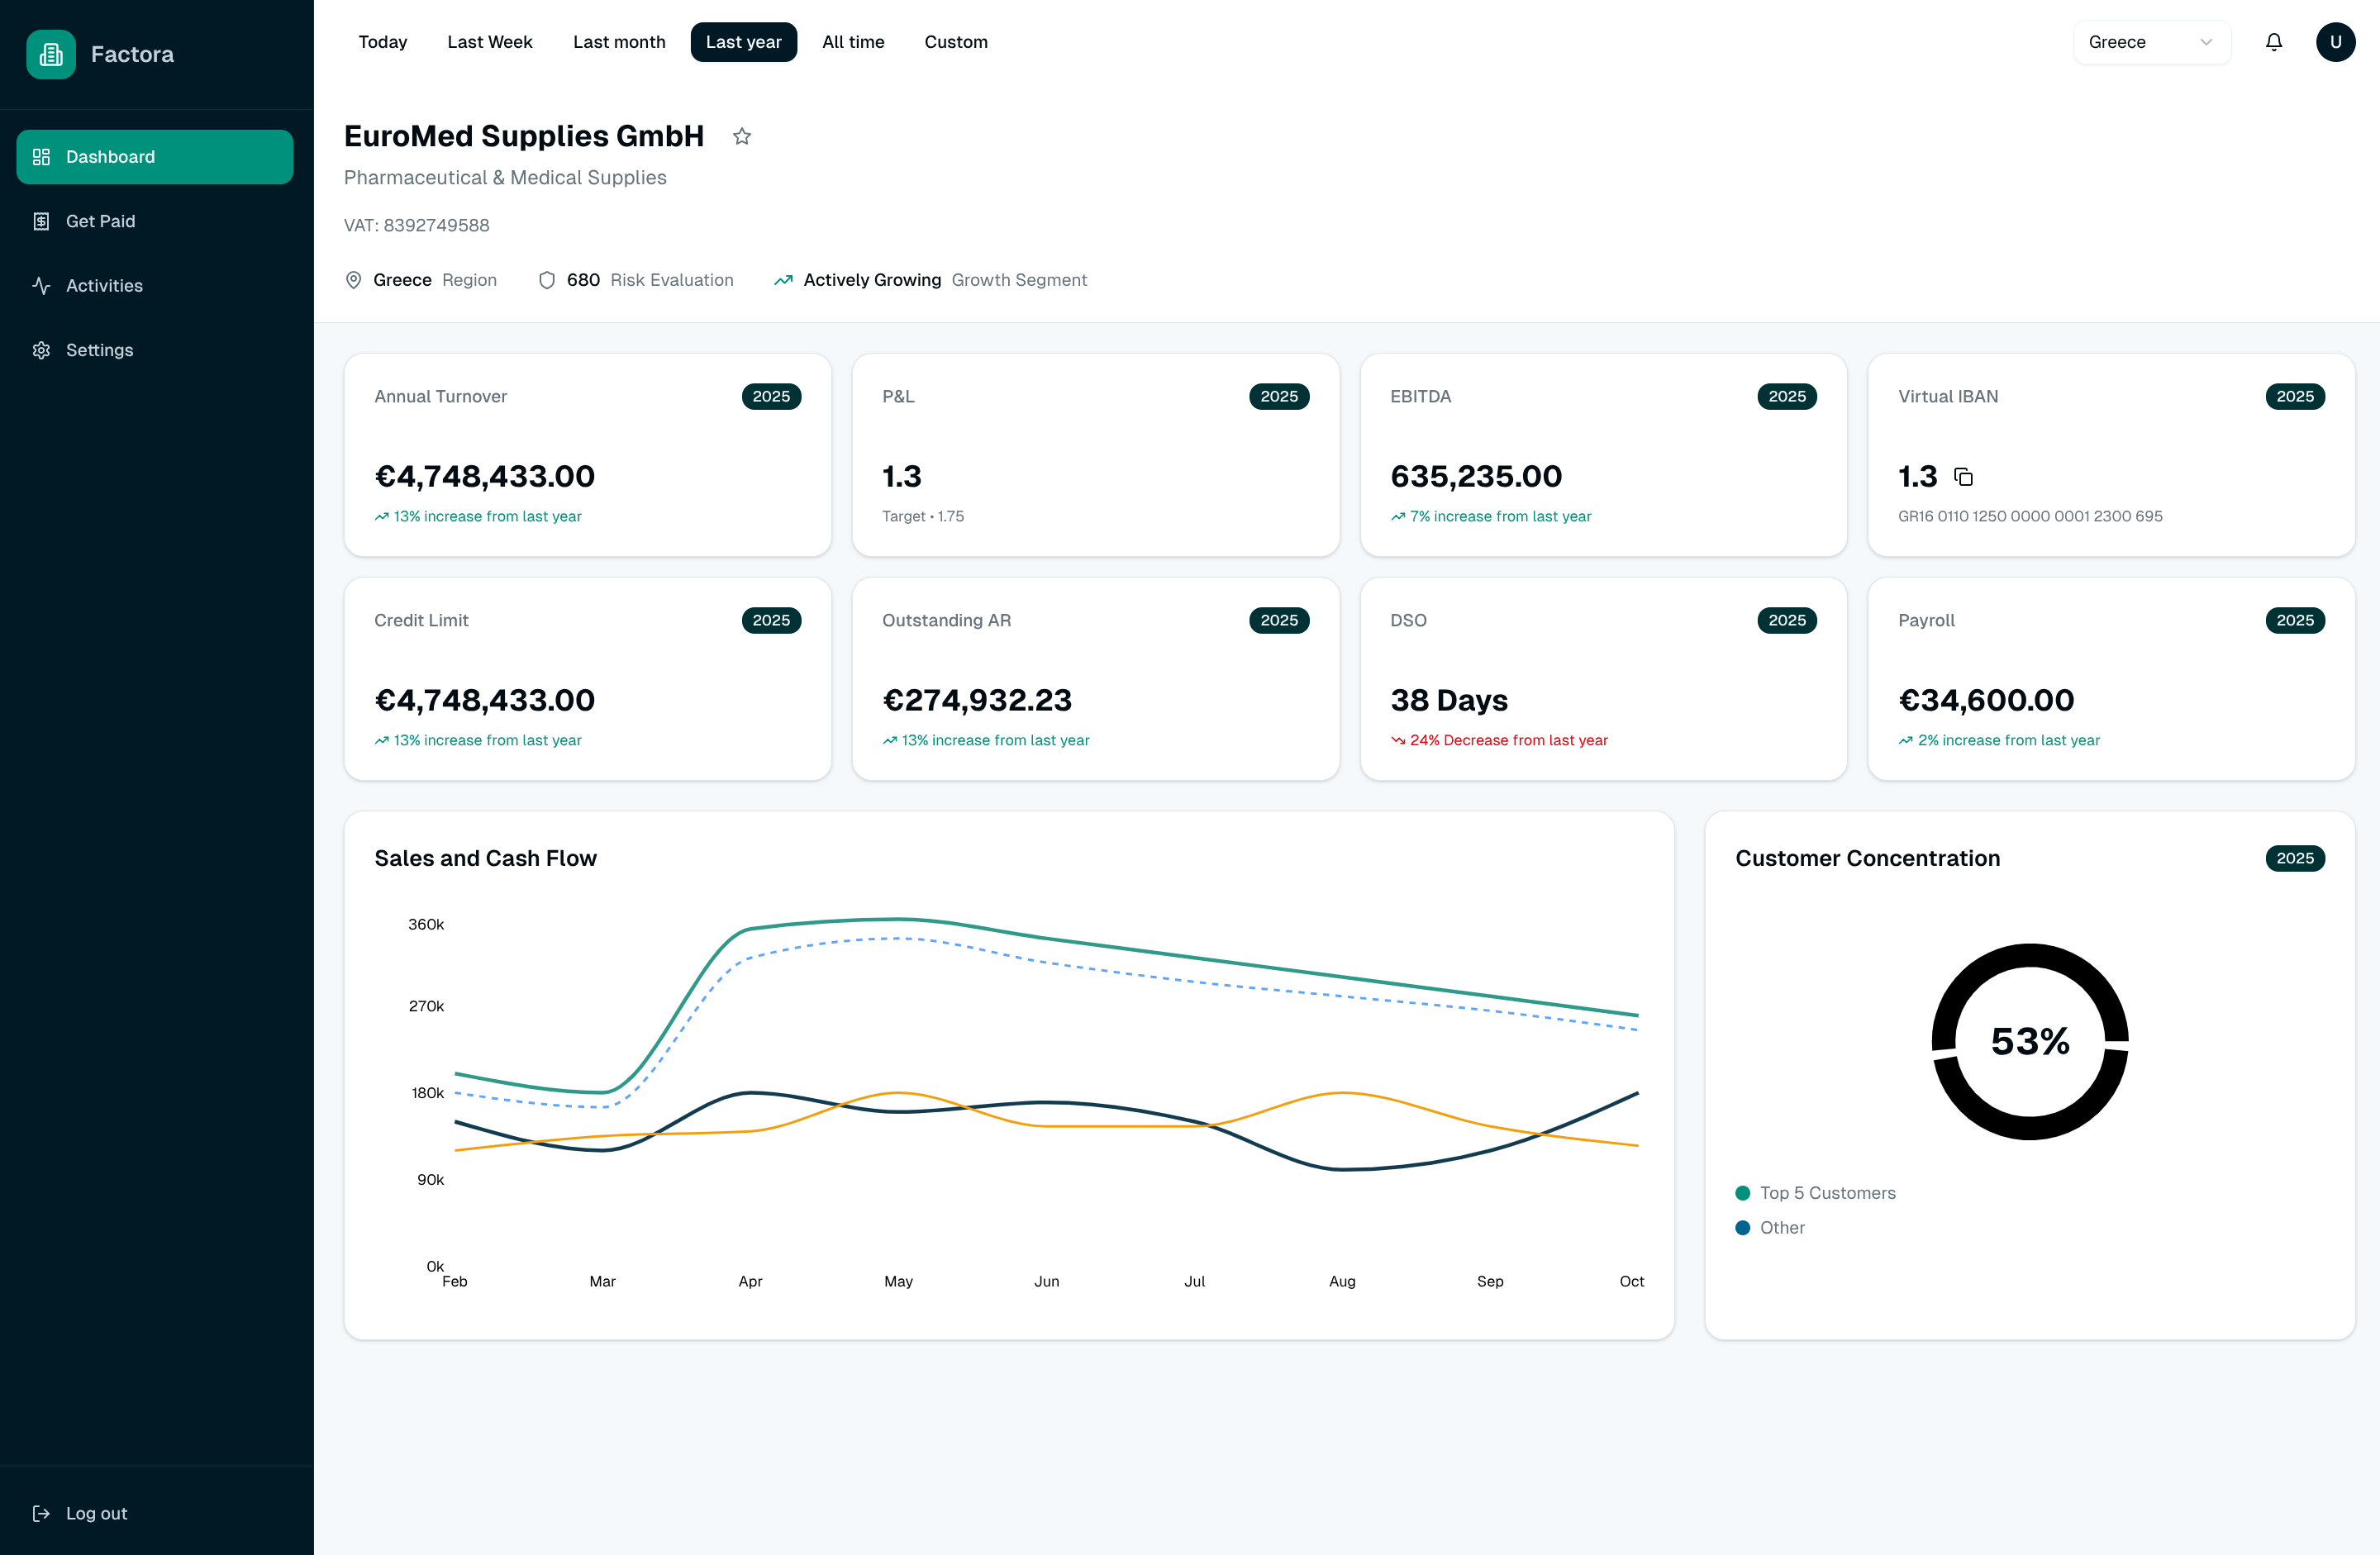 Factora
Dashboard
Get Paid
Activities
Settings
Log out
Today Last Week Last month Last year All time Custom
Greece U
EuroMed Supplies GmbH
Pharmaceutical & Medical Supplies
VAT: 8392749588
Greece Region 680 Risk Evaluation Actively Growing Growth Segment
Annual Turnover 2025
€4,748,433.00
13% increase from last year
P&L 2025
1.3
Target • 1.75
EBITDA 2025
635,235.00
7% increase from last year
Virtual IBAN 2025
1.3
GR16 0110 1250 0000 0001 2300 695
Credit Limit 2025
€4,748,433.00
13% increase from last year
Outstanding AR 2025
€274,932.23
13% increase from last year
DSO 2025
38 Days
24% Decrease from last year
Payroll 2025
€34,600.00
2% increase from last year
Sales and Cash Flow
360k
270k
180k
90k
0k
Feb Mar Apr May Jun Jul Aug Sep Oct
Customer Concentration 2025
53%
Top 5 Customers
Other